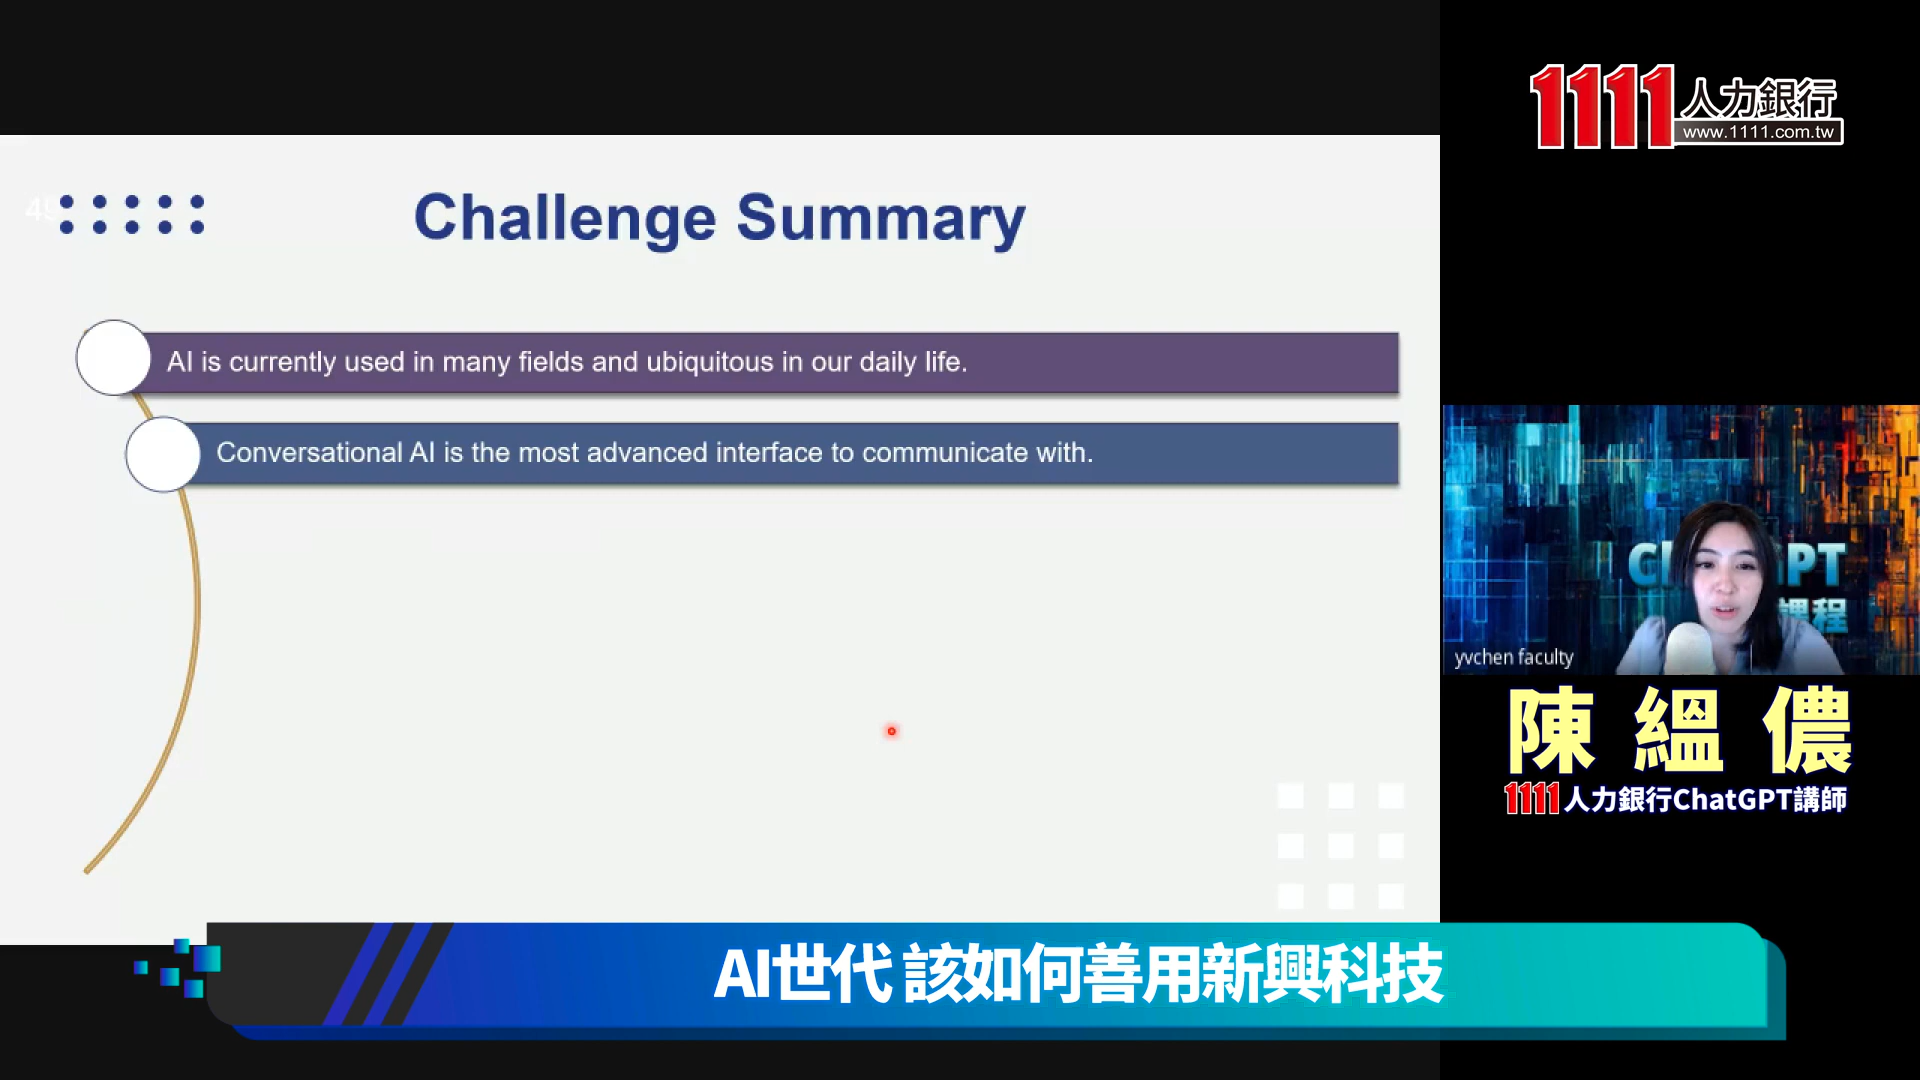 1111人力銀行
www.1111.com.tw
49
Challenge Summary
AI is currently used in many fields and ubiquitous in our daily life.
Conversational AI is the most advanced interface to communicate with.
yvchen faculty
陳縕儂
1111人力銀行ChatGPT講師
AI世代 該如何善用新興科技